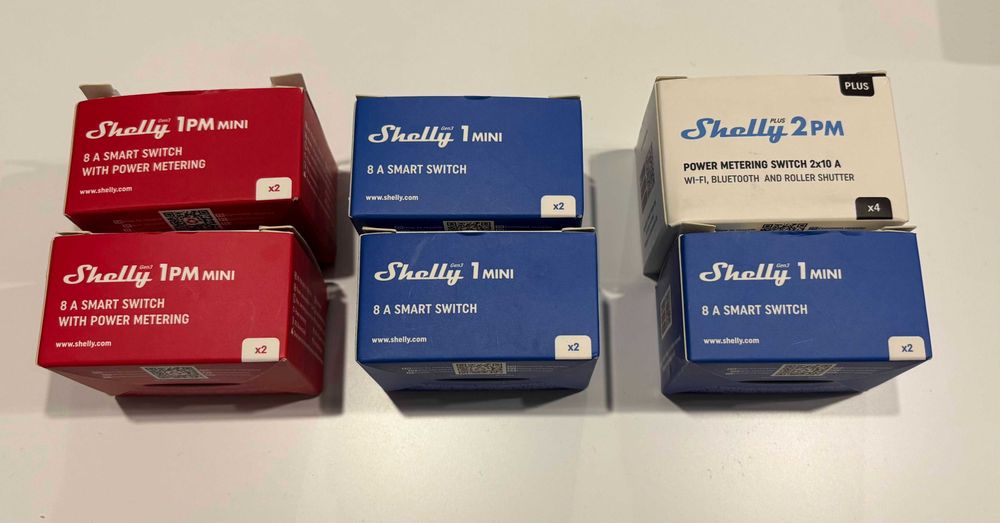 Shelly Gen3 1PM MINI
8 A SMART SWITCH
WITH POWER METERING
www.shelly.com
x2
Shelly Gen3 1 MINI
8 A SMART SWITCH
www.shelly.com
x2
PLUS
Shelly PLUS 2PM
POWER METERING SWITCH 2x10 A
WI-FI, BLUETOOTH AND ROLLER SHUTTER
x4
Shelly Gen3 1PM MINI
8 A SMART SWITCH
WITH POWER METERING
www.shelly.com
x2
Shelly Gen3 1 MINI
8 A SMART SWITCH
www.shelly.com
x2
Shelly Gen3 1 MINI
8 A SMART SWITCH
www.shelly.com
x2